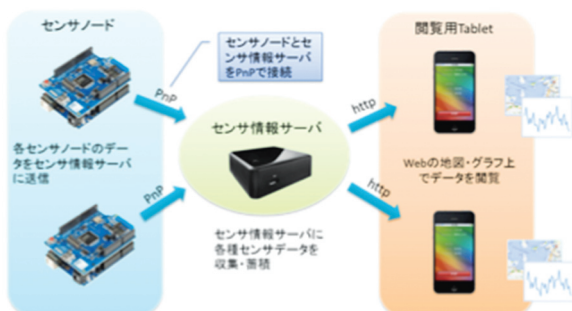 センサノード
センサノードとセ
ンサ情報サーバ
をPnPで接続
閲覧用Tablet
PnP
http
センサ情報サーバ
各センサノードのデー
タをセンサ情報サーバ
に送信
Webの地図・グラフ上
でデータを閲覧
PnP
http
センサ情報サーバに
各種センサデータを
収集・蓄積